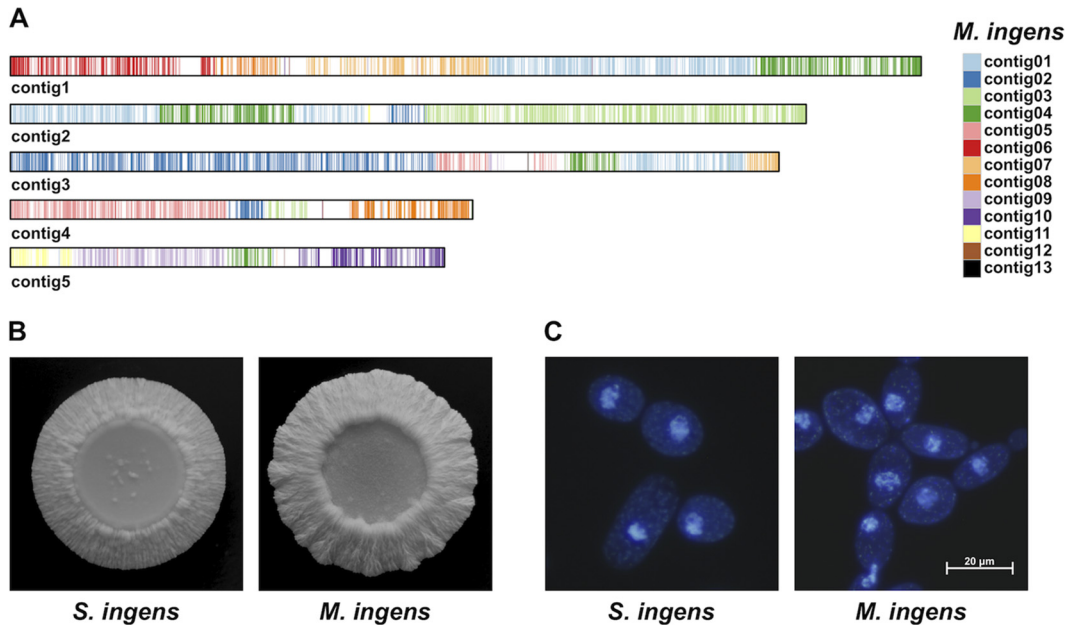 A
M. ingens
contig01
contig02
contig03
contig04
contig05
contig06
contig07
contig08
contig09
contig10
contig11
contig12
contig13
contig1
contig2
contig3
contig4
contig5
B
C
20 μm
S. ingens
M. ingens
S. ingens
M. ingens